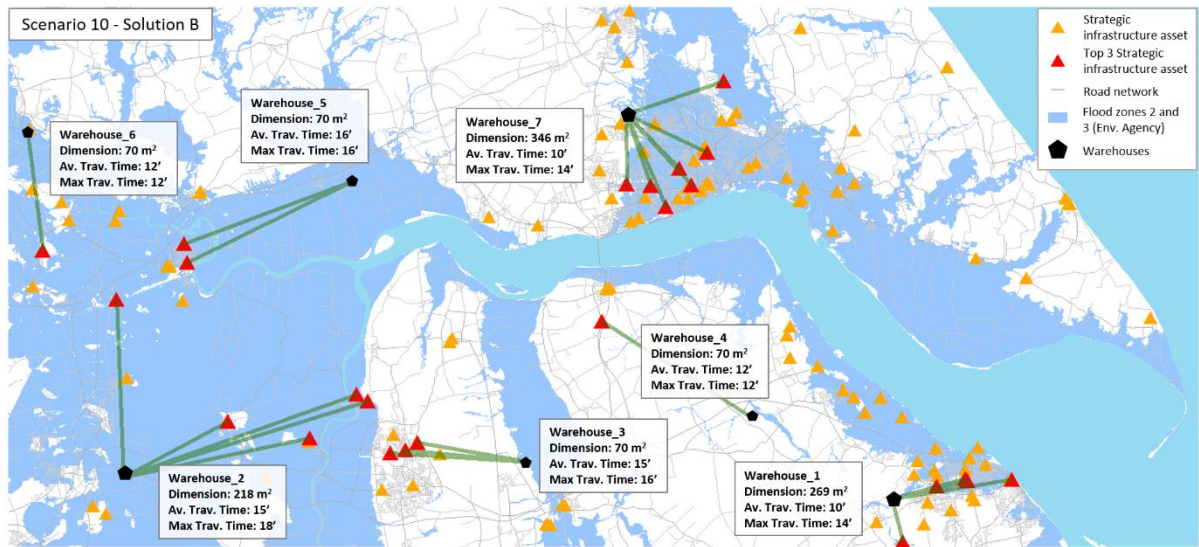 Scenario 10 - Solution B
Strategic
infrastructure asset
Top 3 Strategic
infrastructure asset
Road network
Flood zones 2 and
3 (Env. Agency)
Warehouses
Warehouse_6
Dimension: 70 m²
Av. Trav. Time: 12’
Max Trav. Time: 12’
Warehouse_5
Dimension: 70 m²
Av. Trav. Time: 16’
Max Trav. Time: 16’
Warehouse_7
Dimension: 346 m²
Av. Trav. Time: 10’
Max Trav. Time: 14’
Warehouse_4
Dimension: 70 m²
Av. Trav. Time: 12’
Max Trav. Time: 12’
Warehouse_2
Dimension: 218 m²
Av. Trav. Time: 15’
Max Trav. Time: 18’
Warehouse_3
Dimension: 70 m²
Av. Trav. Time: 15’
Max Trav. Time: 16’
Warehouse_1
Dimension: 269 m²
Av. Trav. Time: 10’
Max Trav. Time: 14’